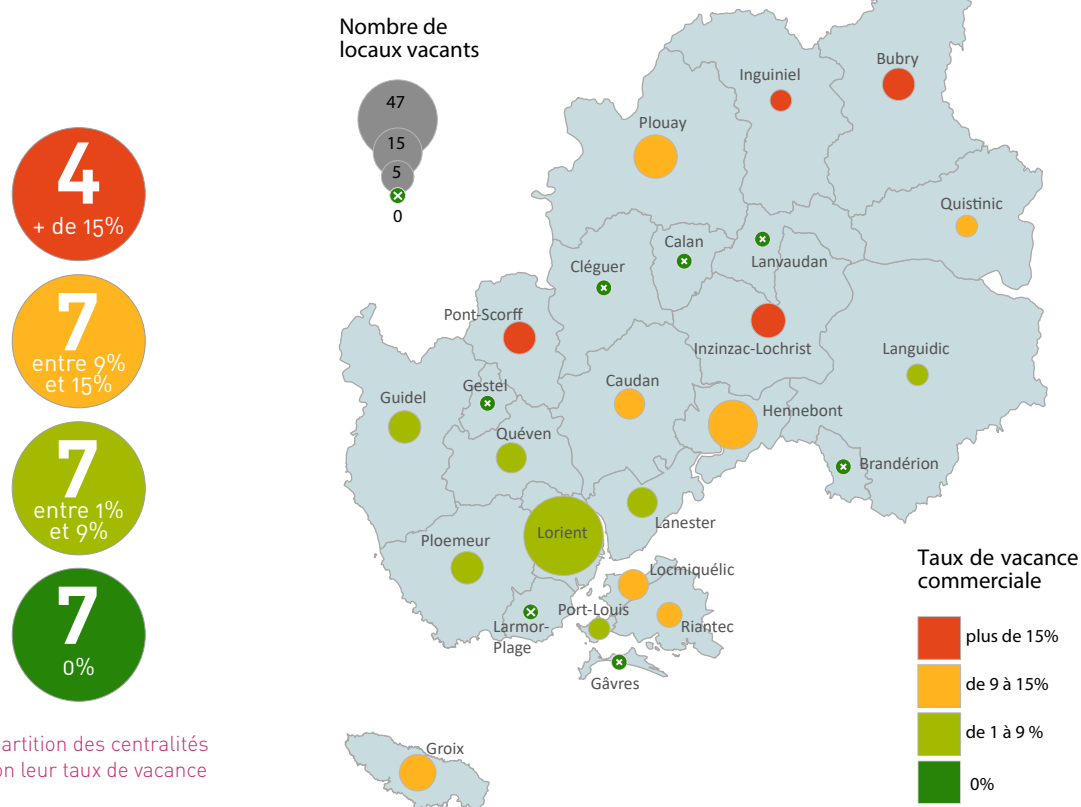 Nombre de
locaux vacants
47
15
5
0
4
+ de 15%
7
entre 9%
et 15%
7
entre 1%
et 9%
7
0%
artition des centralités
on leur taux de vacance
Bubry
Inguiniel
Plouay
Quistinic
Calan
Lanvaudan
Cléguer
Pont-Scorff
Inzinzac-Lochrist
Languidic
Gestel
Caudan
Guidel
Hennebont
Quéven
Brandérion
Lanester
Lorient
Ploemeur
Locmiquélic
Port-Louis
Larmor-
Plage
Riantec
Gâvres
Groix
Taux de vacance
commerciale
plus de 15%
de 9 à 15%
de 1 à 9 %
0%